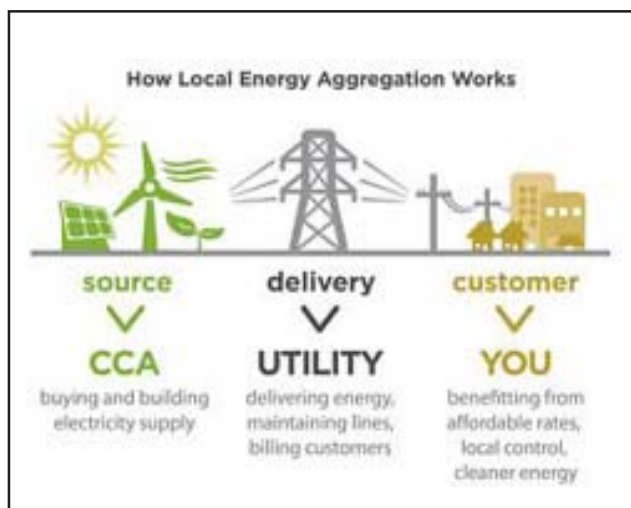 How Local Energy Aggregation Works
source
delivery
customer
CCA
UTILITY
YOU
buying and building
electricity supply
delivering energy,
maintaining lines,
billing customers
benefitting from
affordable rates,
local control,
cleaner energy